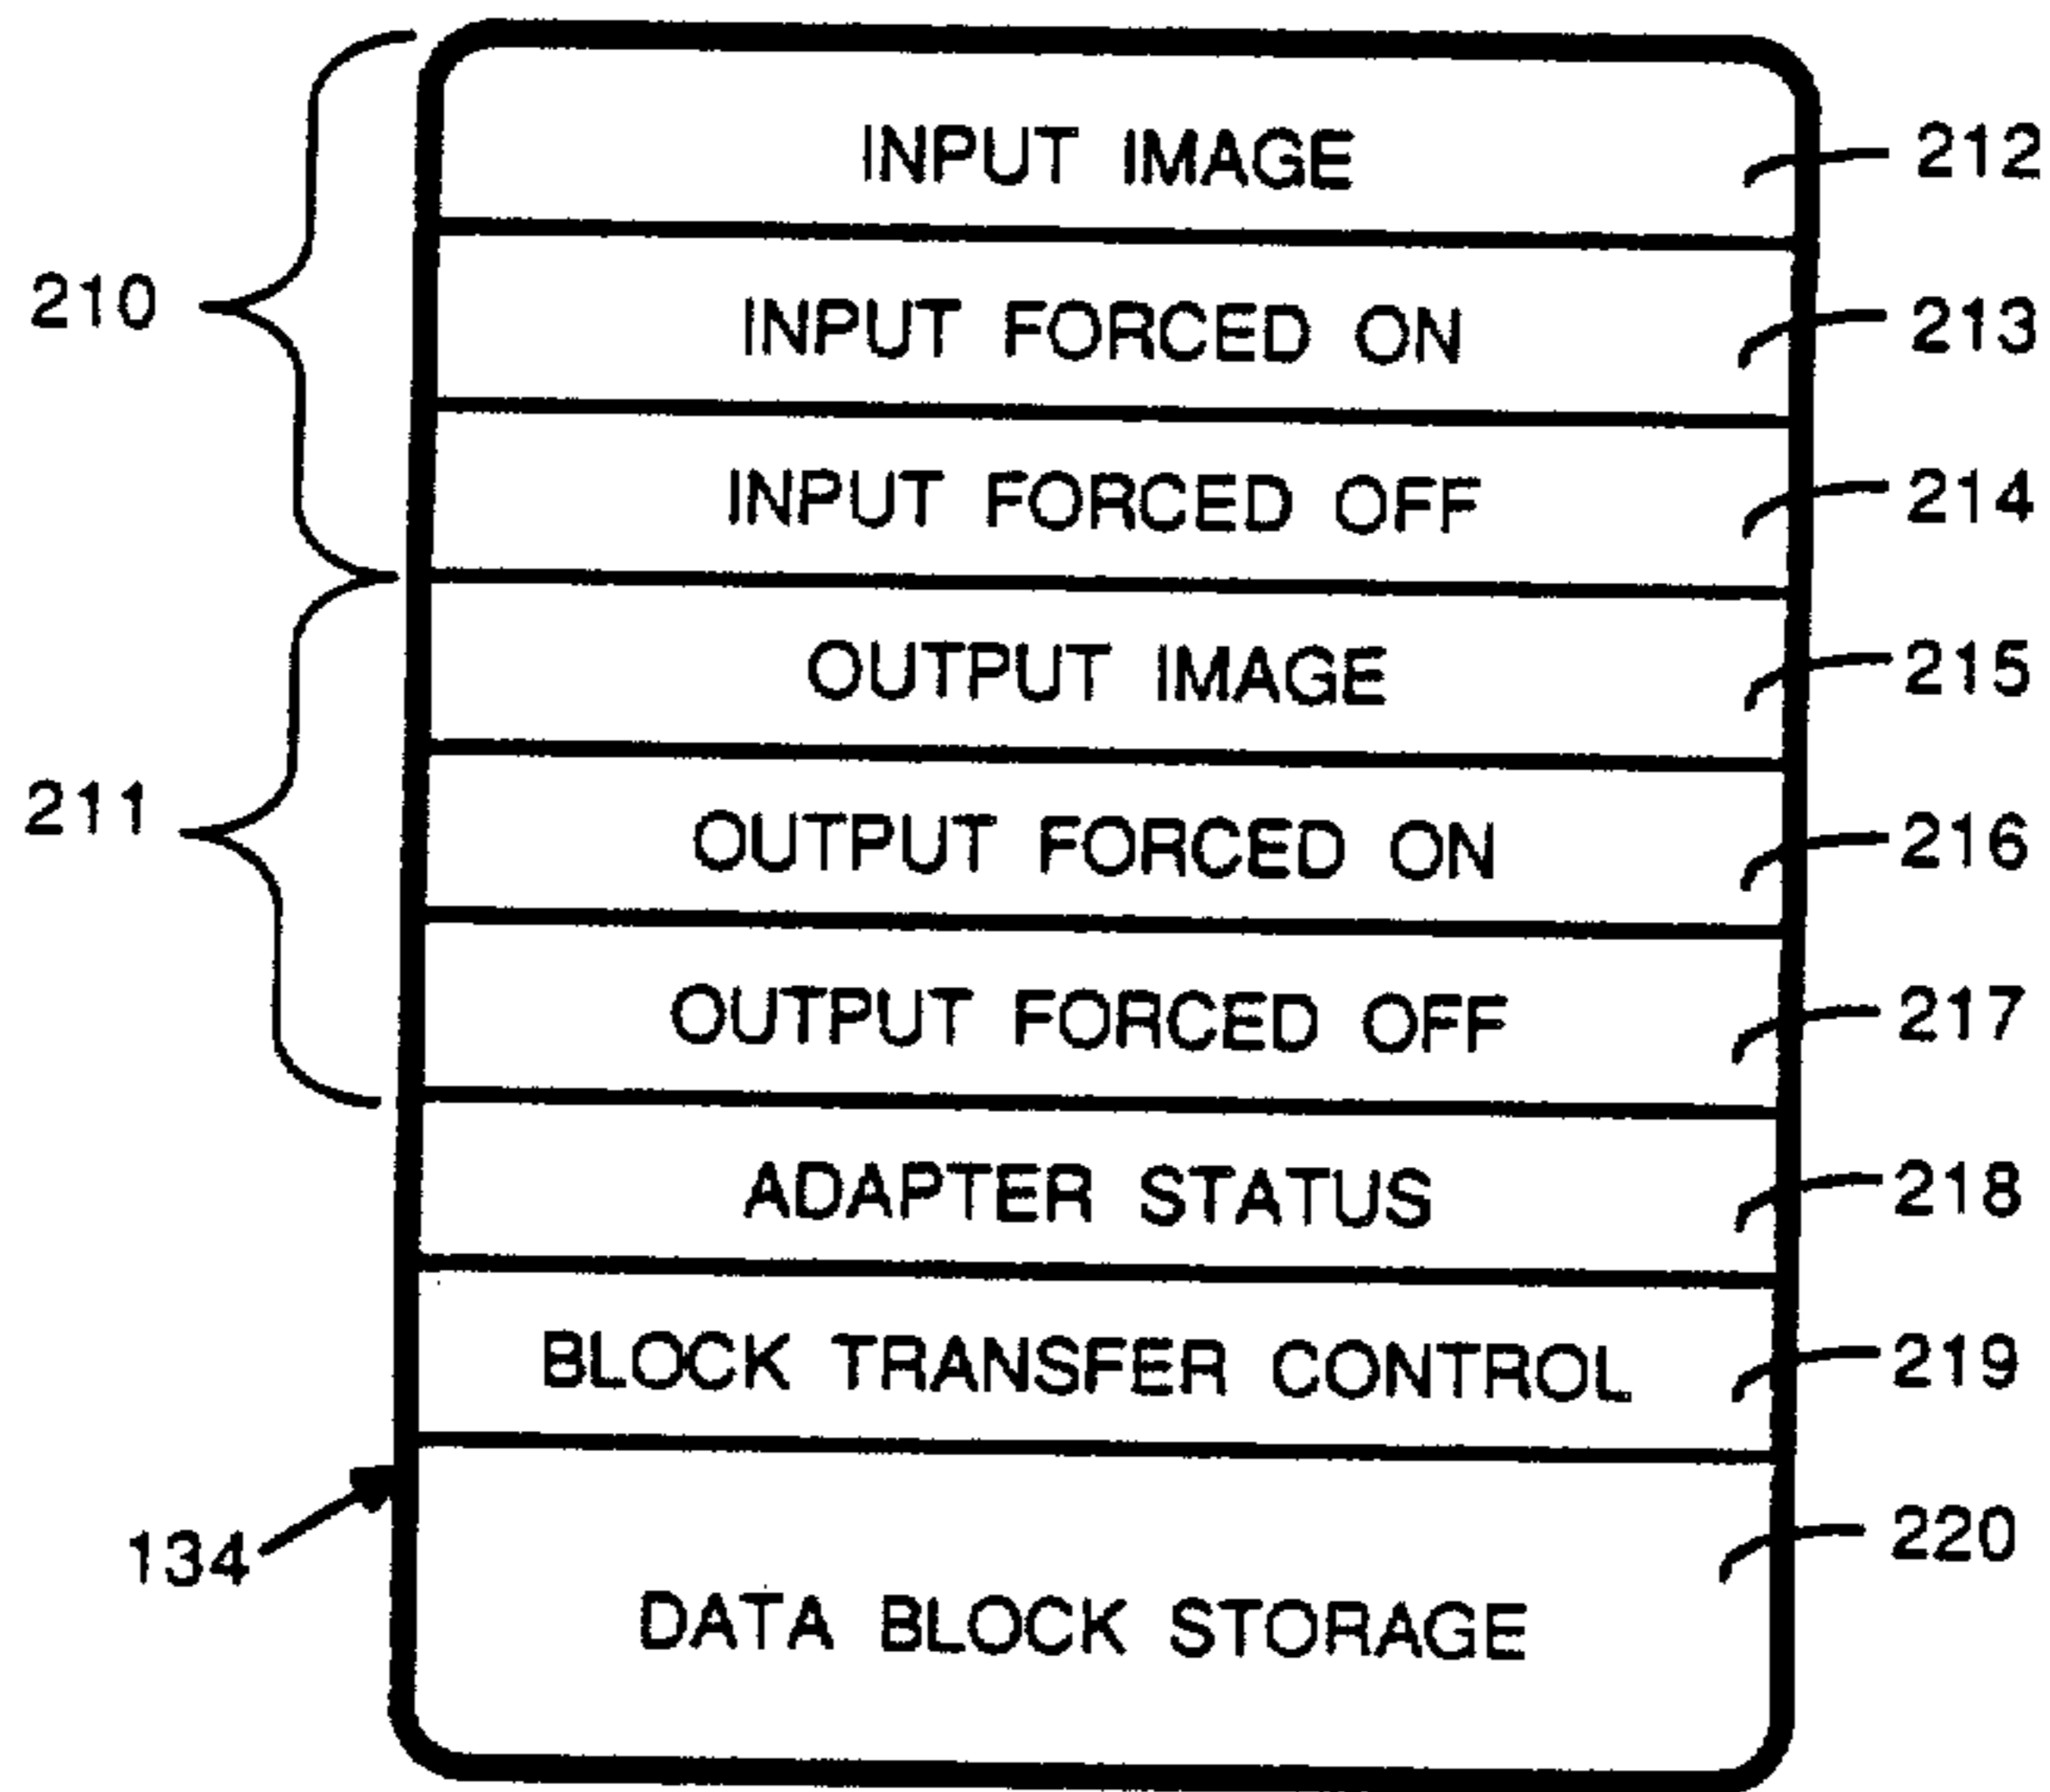 INPUT IMAGE 212
210 INPUT FORCED ON 213
INPUT FORCED OFF 214
OUTPUT IMAGE 215
211 OUTPUT FORCED ON 216
OUTPUT FORCED OFF 217
ADAPTER STATUS 218
BLOCK TRANSFER CONTROL 219
134 220
DATA BLOCK STORAGE